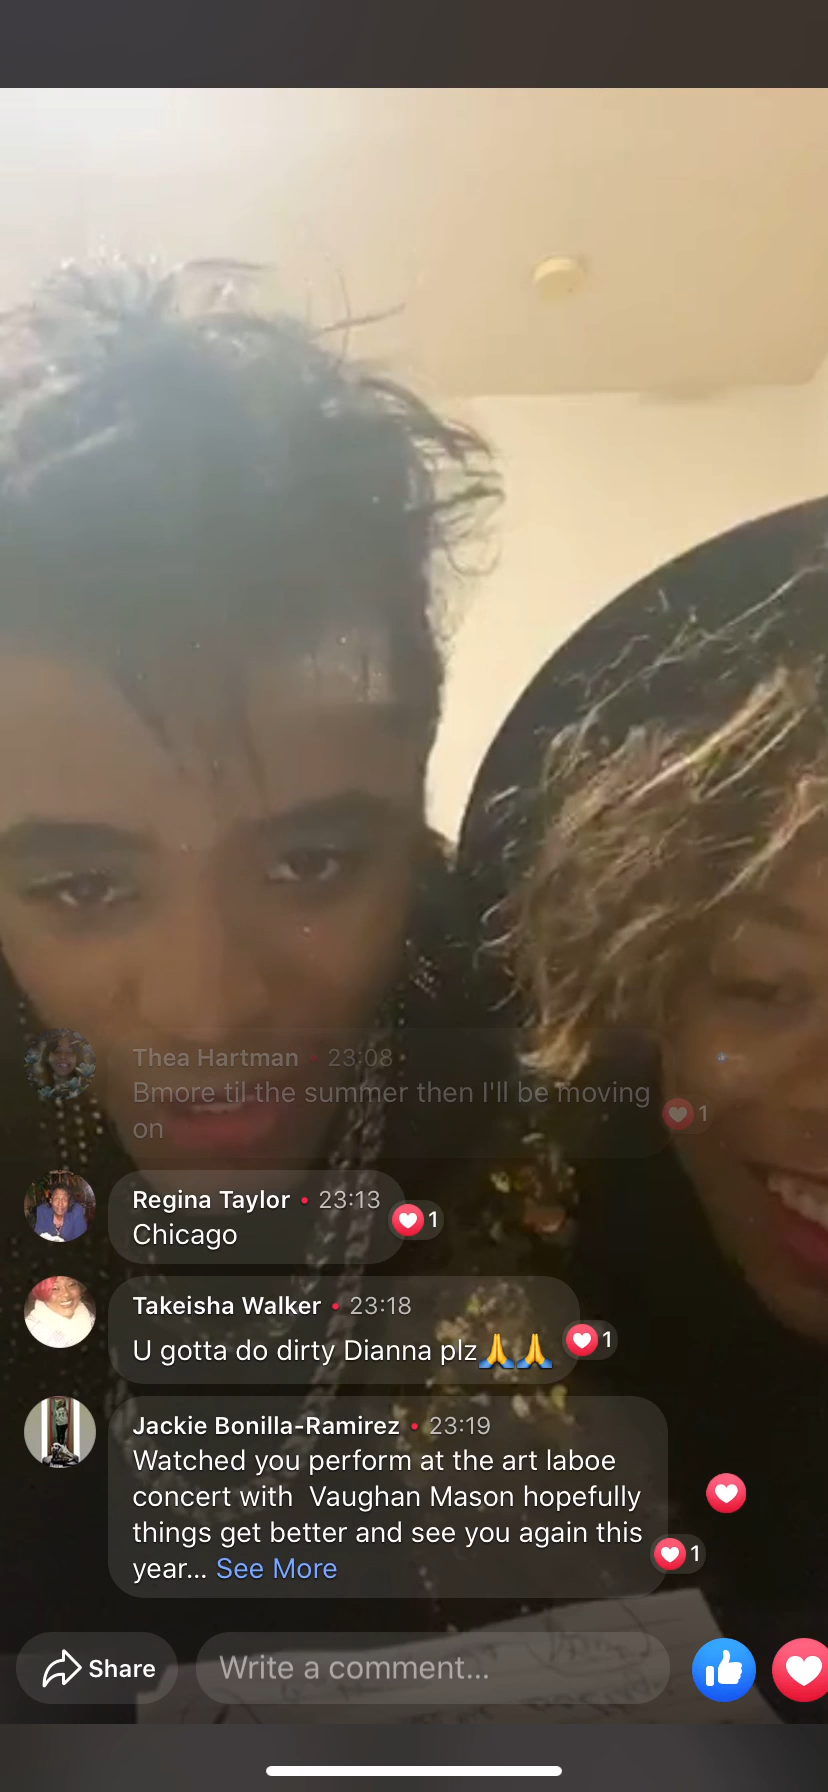 Thea Hartman • 23:08 •
Bmore til the summer then I'll be moving
on
1
Regina Taylor • 23:13
Chicago
1
Takeisha Walker • 23:18
U gotta do dirty Dianna plz🙏🙏
1
Jackie Bonilla-Ramirez • 23:19
Watched you perform at the art laboe
concert with Vaughan Mason hopefully
things get better and see you again this
year... See More
1
Share
Write a comment...